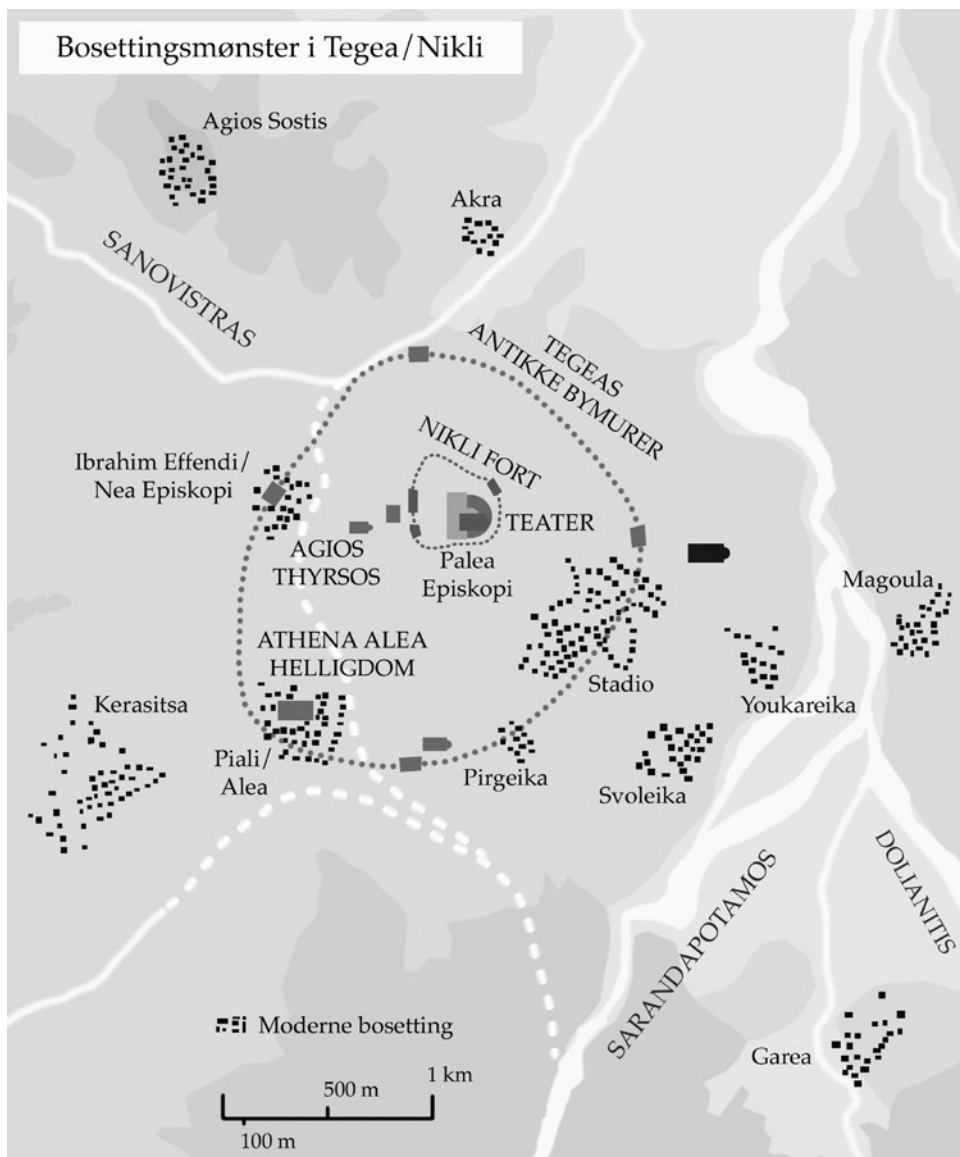 Bosettingsmønster i Tegea/Nikli
Agios Sostis
Akra
SANOVISTRAS
TEGEAS
ANTIKKE BYMURER
NIKLI FORT
Ibrahim Effendi/
Nea Episkopi
TEATER
AGIOS
THYRSOS
Palea
Episkopi
Magoula
ATHENA ALEA
HELLIGDOM
Stadio
Youkareika
Kerasitsa
Piali/
Alea
Pirgeika
Svoleika
SARANDAPOTAMOS
DOLIANITIS
Moderne bosetting
Garea
500 m
1 km
100 m